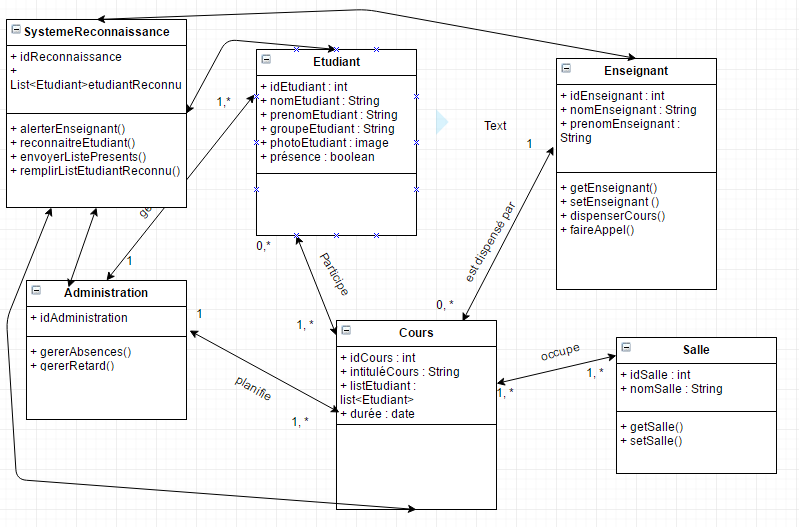 SystemeReconnaissance
+ idReconnaissance
+
List<Etudiant>etudiantReconnu
+ alerterEnseignant()
+ reconnaitreEtudiant()
+ envoyerListePresents()
+ remplirListEtudiantReconnu()
Etudiant
+ idEtudiant : int
+ nomEtudiant : String
+ prenomEtudiant : String
+ groupeEtudiant : String
+ photoEtudiant : image
+ présence : boolean
Enseignant
+ idEnseignant : int
+ nomEnseignant : String
+ prenomEnseignant :
String
+ getEnseignant()
+ setEnseignant ()
+ dispenserCours()
+ faireAppel()
Text
1,*
1
1
0,*
Participe
1, *
est dispensé par
0, *
Administration
+ idAdministration
+ gererAbsences()
+ gererRetard()
1
planifie
1, *
Cours
+ idCours : int
+ intituléCours : String
+ listEtudiant :
list<Etudiant>
+ durée : date
occupe
1, *
1, *
Salle
+ idSalle : int
+ nomSalle : String
+ getSalle()
+ setSalle()